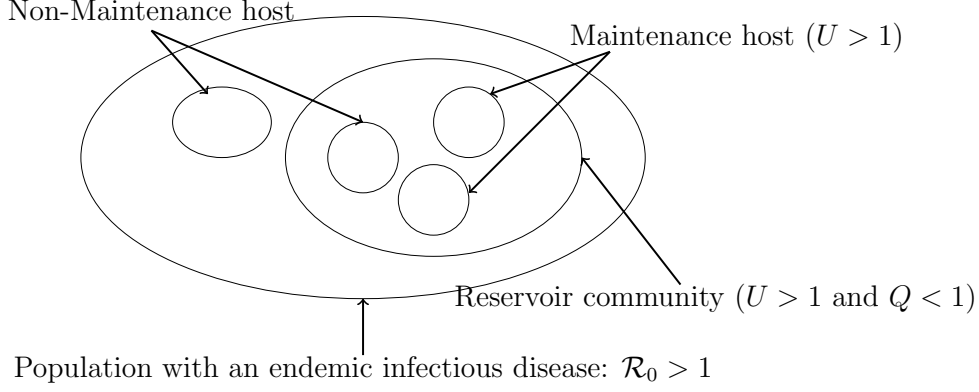 Non-Maintenance host
Maintenance host (U > 1)
Reservoir community (U > 1 and Q < 1)
Population with an endemic infectious disease: ℛ₀ > 1